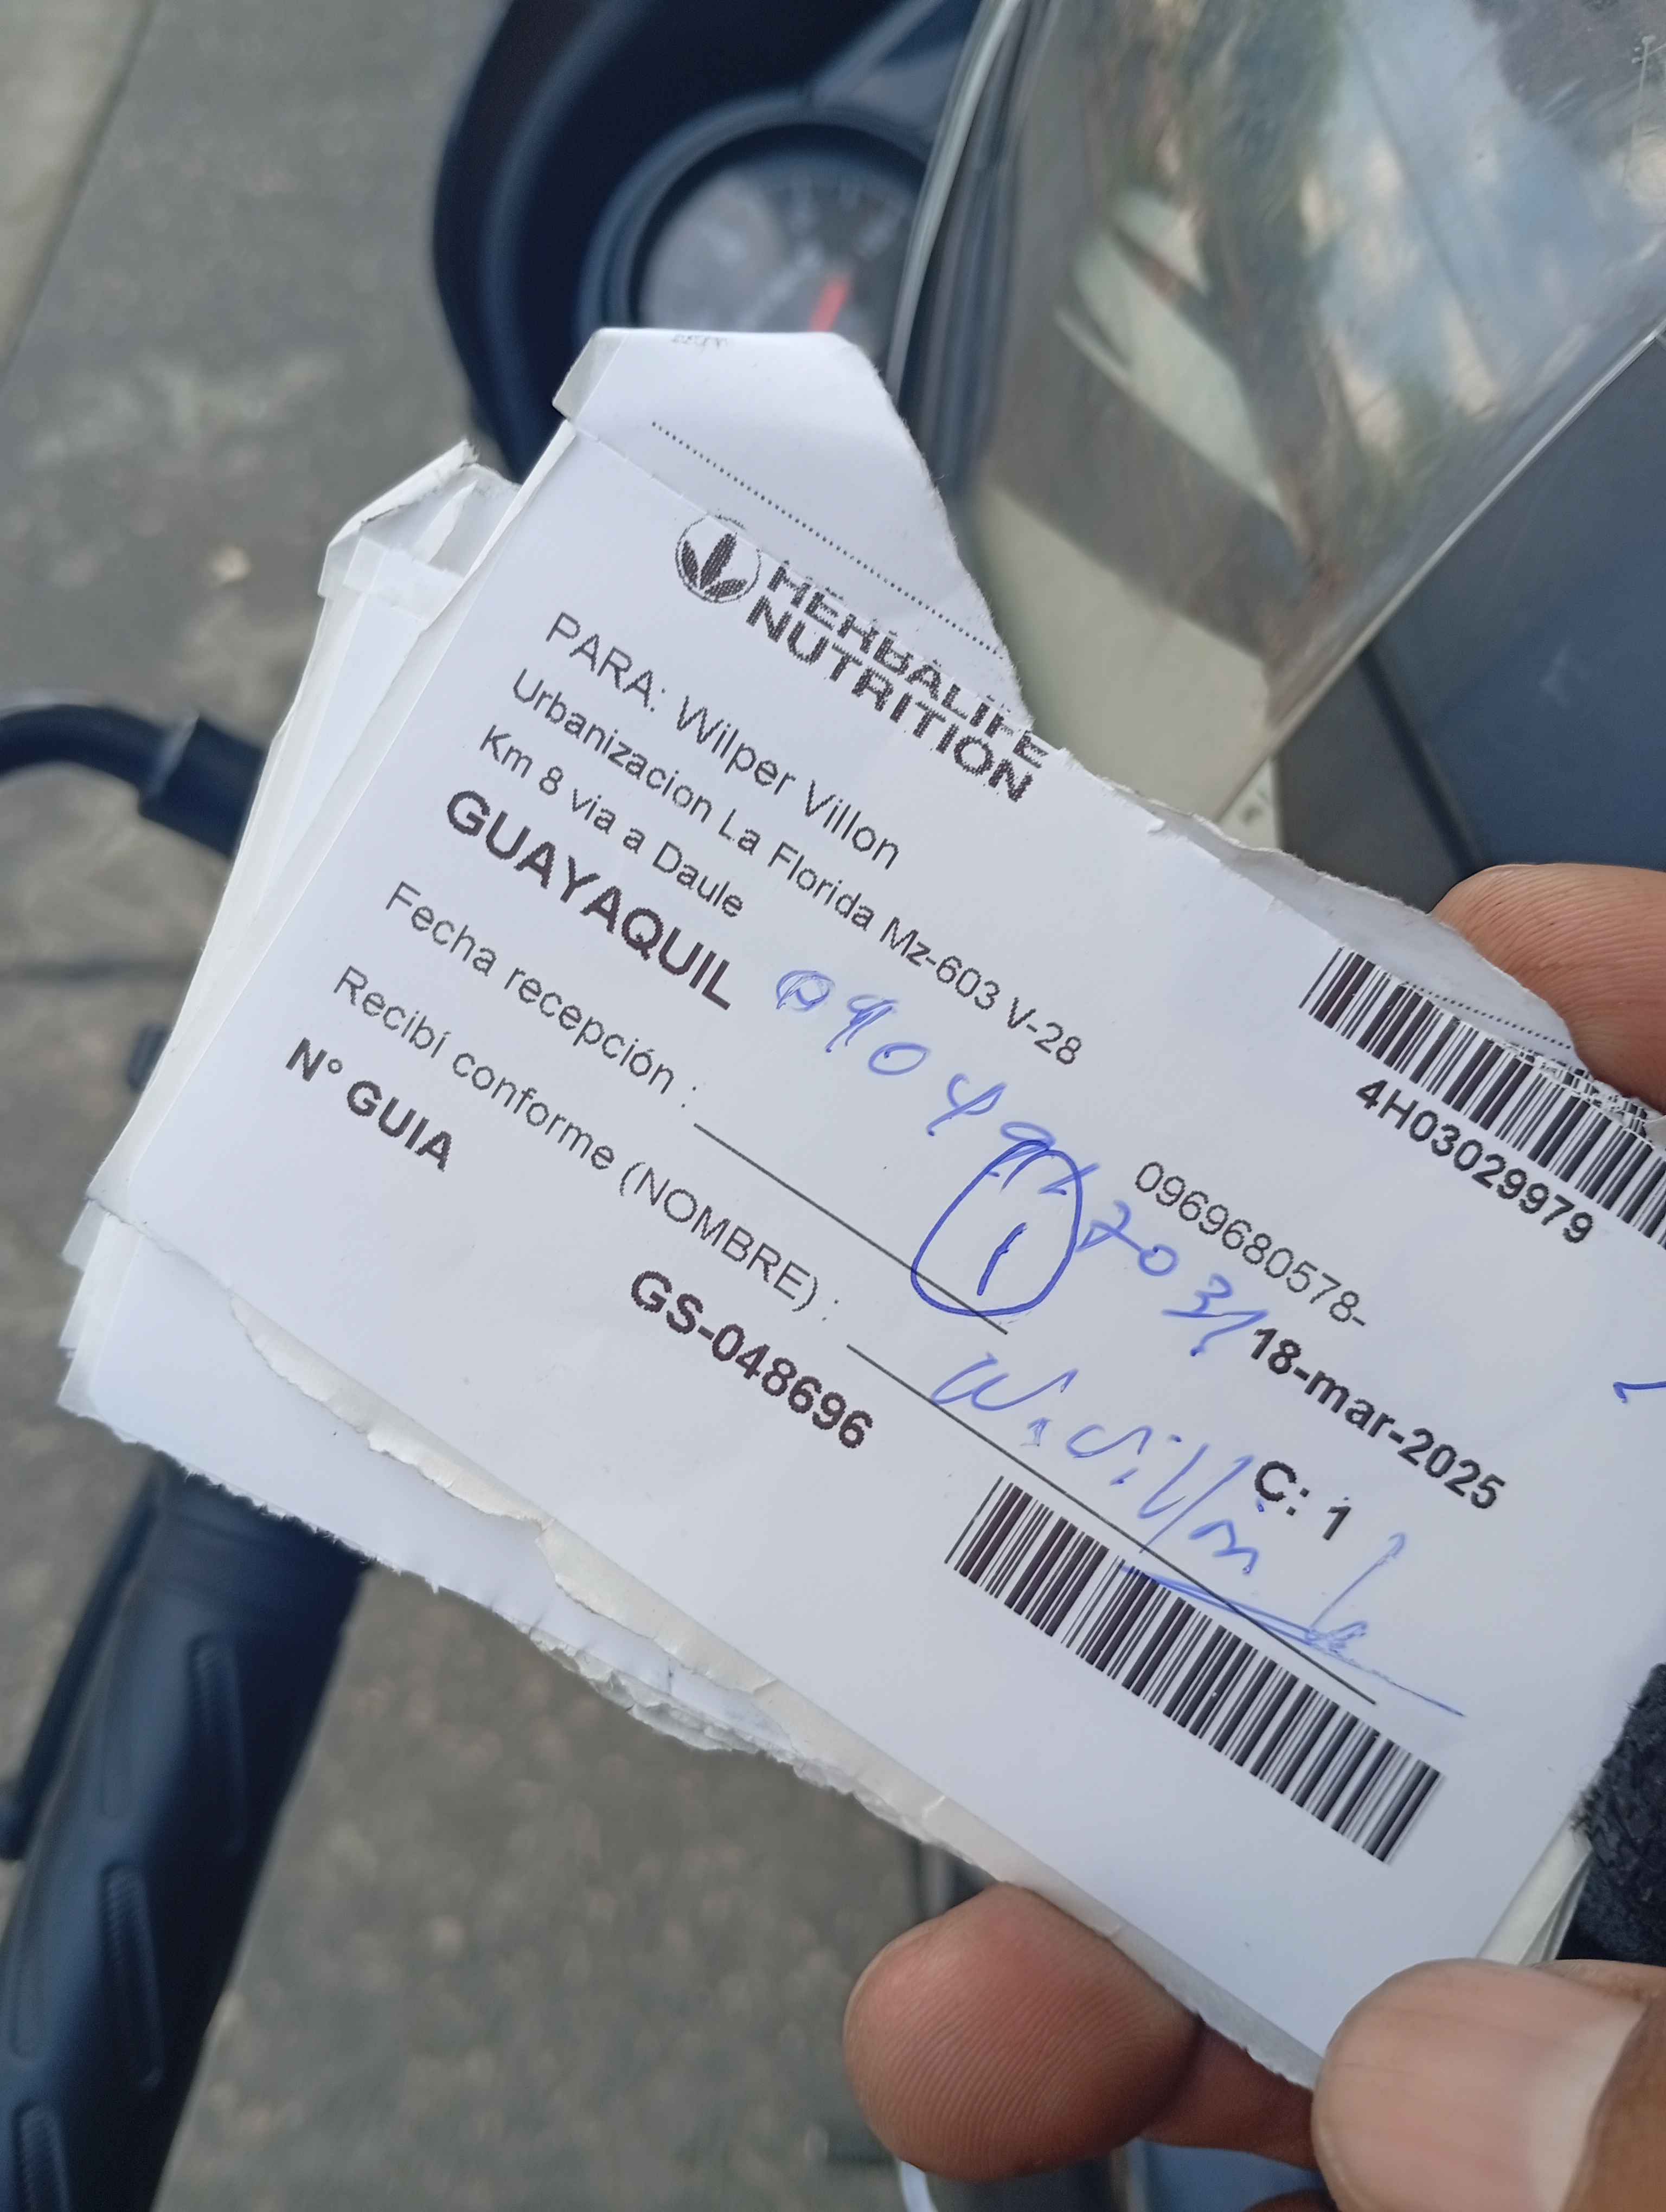 HERBALIFE
NUTRITION
4H03029979
PARA: Wilper Villon
Urbanizacion La Florida Mz-603 V-28
Km 8 via a Daule
0969680578-
GUAYAQUIL
18-mar-2025
Fecha recepción :
1
C: 1
Recibí conforme (NOMBRE) :
N° GUIA
GS-048696